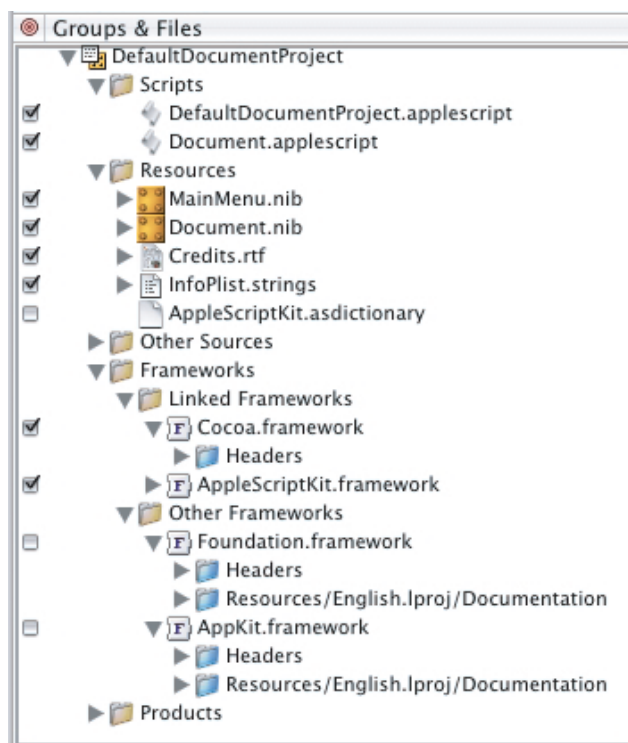 Groups & Files
DefaultDocumentProject
Scripts
DefaultDocumentProject.applescript
Document.applescript
Resources
MainMenu.nib
Document.nib
Credits.rtf
InfoPlist.strings
AppleScriptKit.asdictionary
Other Sources
Frameworks
Linked Frameworks
Cocoa.framework
Headers
AppleScriptKit.framework
Other Frameworks
Foundation.framework
Headers
Resources/English.lproj/Documentation
AppKit.framework
Headers
Resources/English.lproj/Documentation
Products